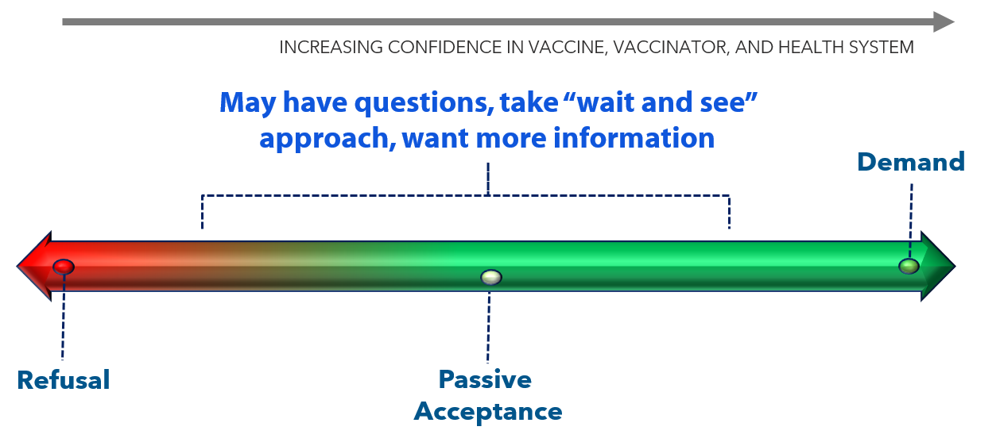 INCREASING CONFIDENCE IN VACCINE, VACCINATOR, AND HEALTH SYSTEM
May have questions, take “wait and see”
approach, want more information
Demand
Refusal
Passive
Acceptance